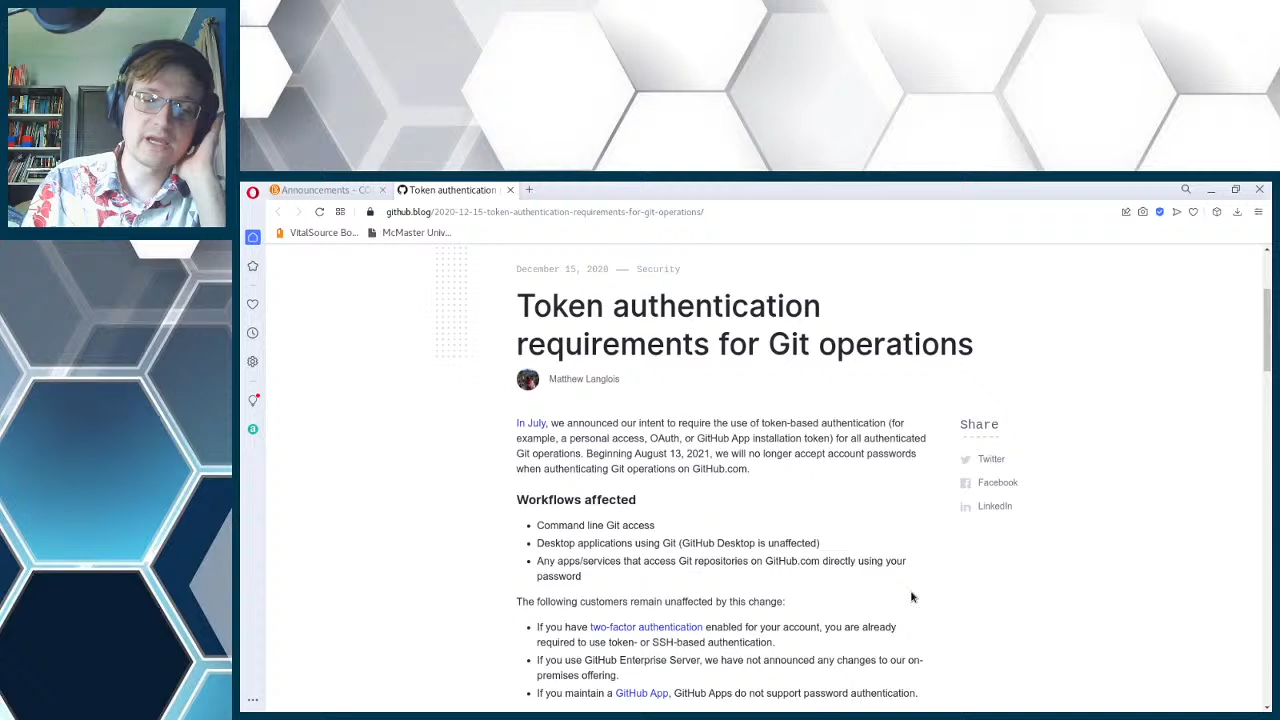 Announcements - CC
Token authentication
github.blog/2020-12-15-token-authentication-requirements-for-git-operations/
VitalSource Bo...
McMaster Univ...
December 15, 2020 — Security
Token authentication
requirements for Git operations
Matthew Langlois
In July, we announced our intent to require the use of token-based authentication (for
example, a personal access, OAuth, or GitHub App installation token) for all authenticated
Git operations. Beginning August 13, 2021, we will no longer accept account passwords
when authenticating Git operations on GitHub.com.
Share
Twitter
Facebook
LinkedIn
Workflows affected
• Command line Git access
• Desktop applications using Git (GitHub Desktop is unaffected)
• Any apps/services that access Git repositories on GitHub.com directly using your
password
The following customers remain unaffected by this change:
• If you have two-factor authentication enabled for your account, you are already
required to use token- or SSH-based authentication.
• If you use GitHub Enterprise Server, we have not announced any changes to our on-
premises offering.
• If you maintain a GitHub App, GitHub Apps do not support password authentication.